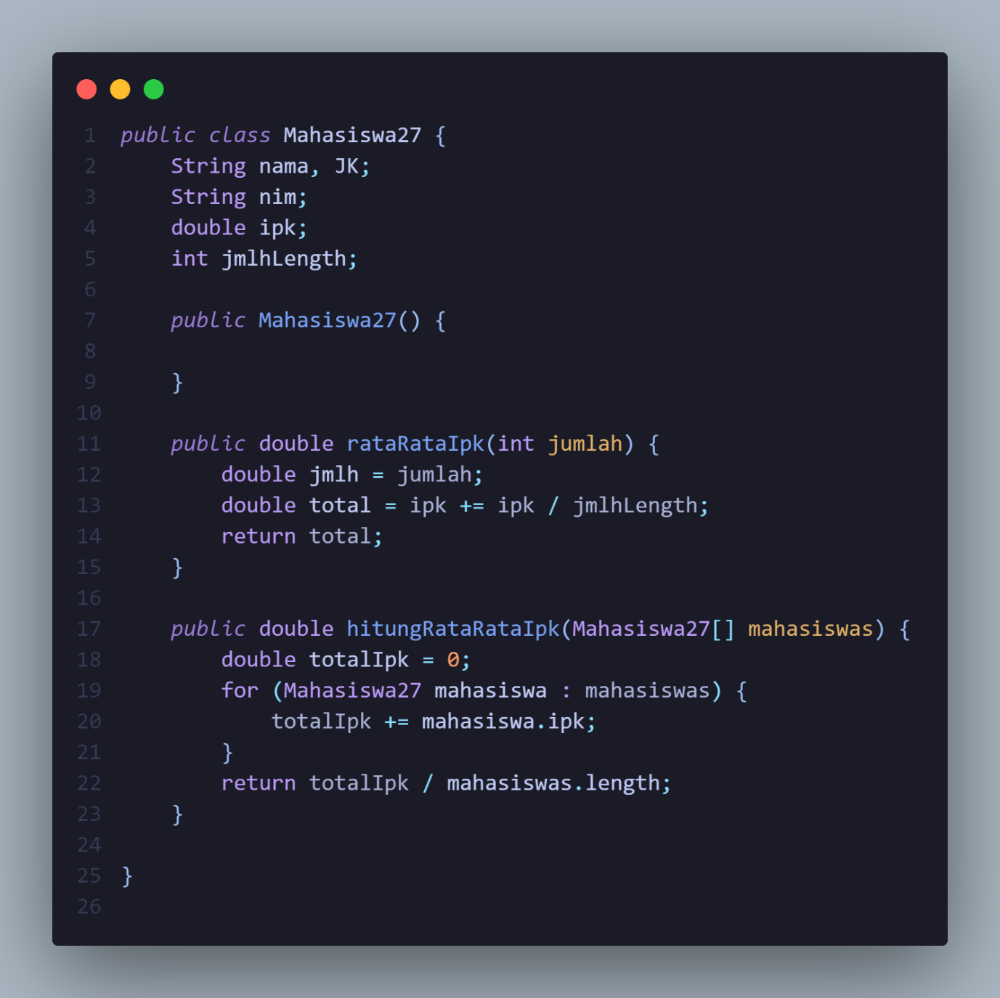 1 public class Mahasiswa27 {
2     String nama, JK;
3     String nim;
4     double ipk;
5     int jmlhLength;
6
7     public Mahasiswa27() {
8
9     }
10
11     public double rataRataIpk(int jumlah) {
12         double jmlh = jumlah;
13         double total = ipk += ipk / jmlhLength;
14         return total;
15     }
16
17     public double hitungRataRataIpk(Mahasiswa27[] mahasiswas) {
18         double totalIpk = 0;
19         for (Mahasiswa27 mahasiswa : mahasiswas) {
20             totalIpk += mahasiswa.ipk;
21         }
22         return totalIpk / mahasiswas.length;
23     }
24
25 }
26